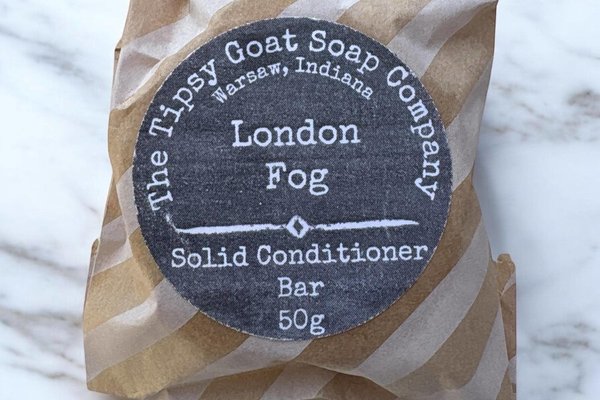 The Tipsy Goat Soap Company
Warsaw, Indiana
London
Fog
Solid Conditioner
Bar
50g